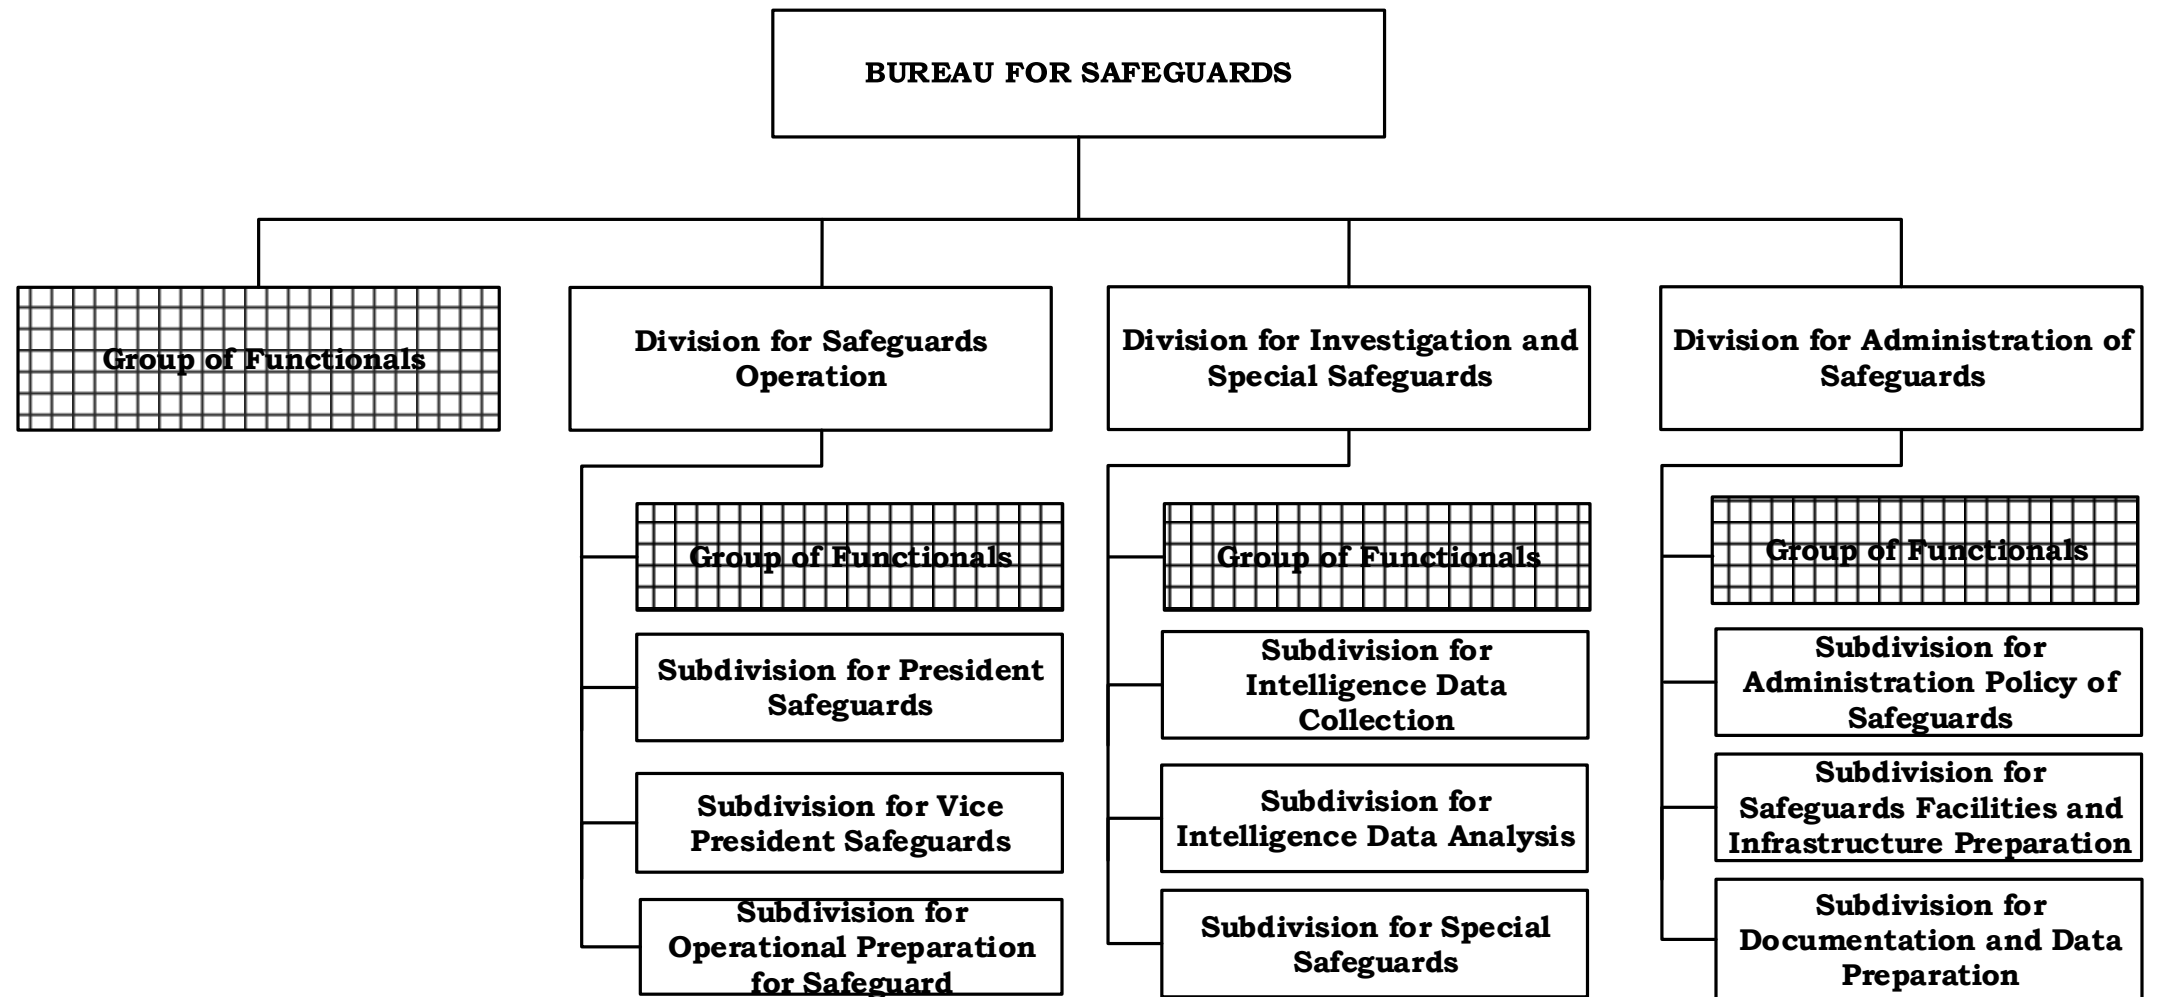 BUREAU FOR SAFEGUARDS
Group of Functionals
Division for Safeguards
Operation
Division for Investigation and
Special Safeguards
Division for Administration of
Safeguards
Group of Functionals
Subdivision for President
Safeguards
Subdivision for Vice
President Safeguards
Subdivision for
Operational Preparation
for Safeguard
Group of Functionals
Subdivision for
Intelligence Data
Collection
Subdivision for
Intelligence Data Analysis
Subdivision for Special
Safeguards
Group of Functionals
Subdivision for
Administration Policy of
Safeguards
Subdivision for
Safeguards Facilities and
Infrastructure Preparation
Subdivision for
Documentation and Data
Preparation